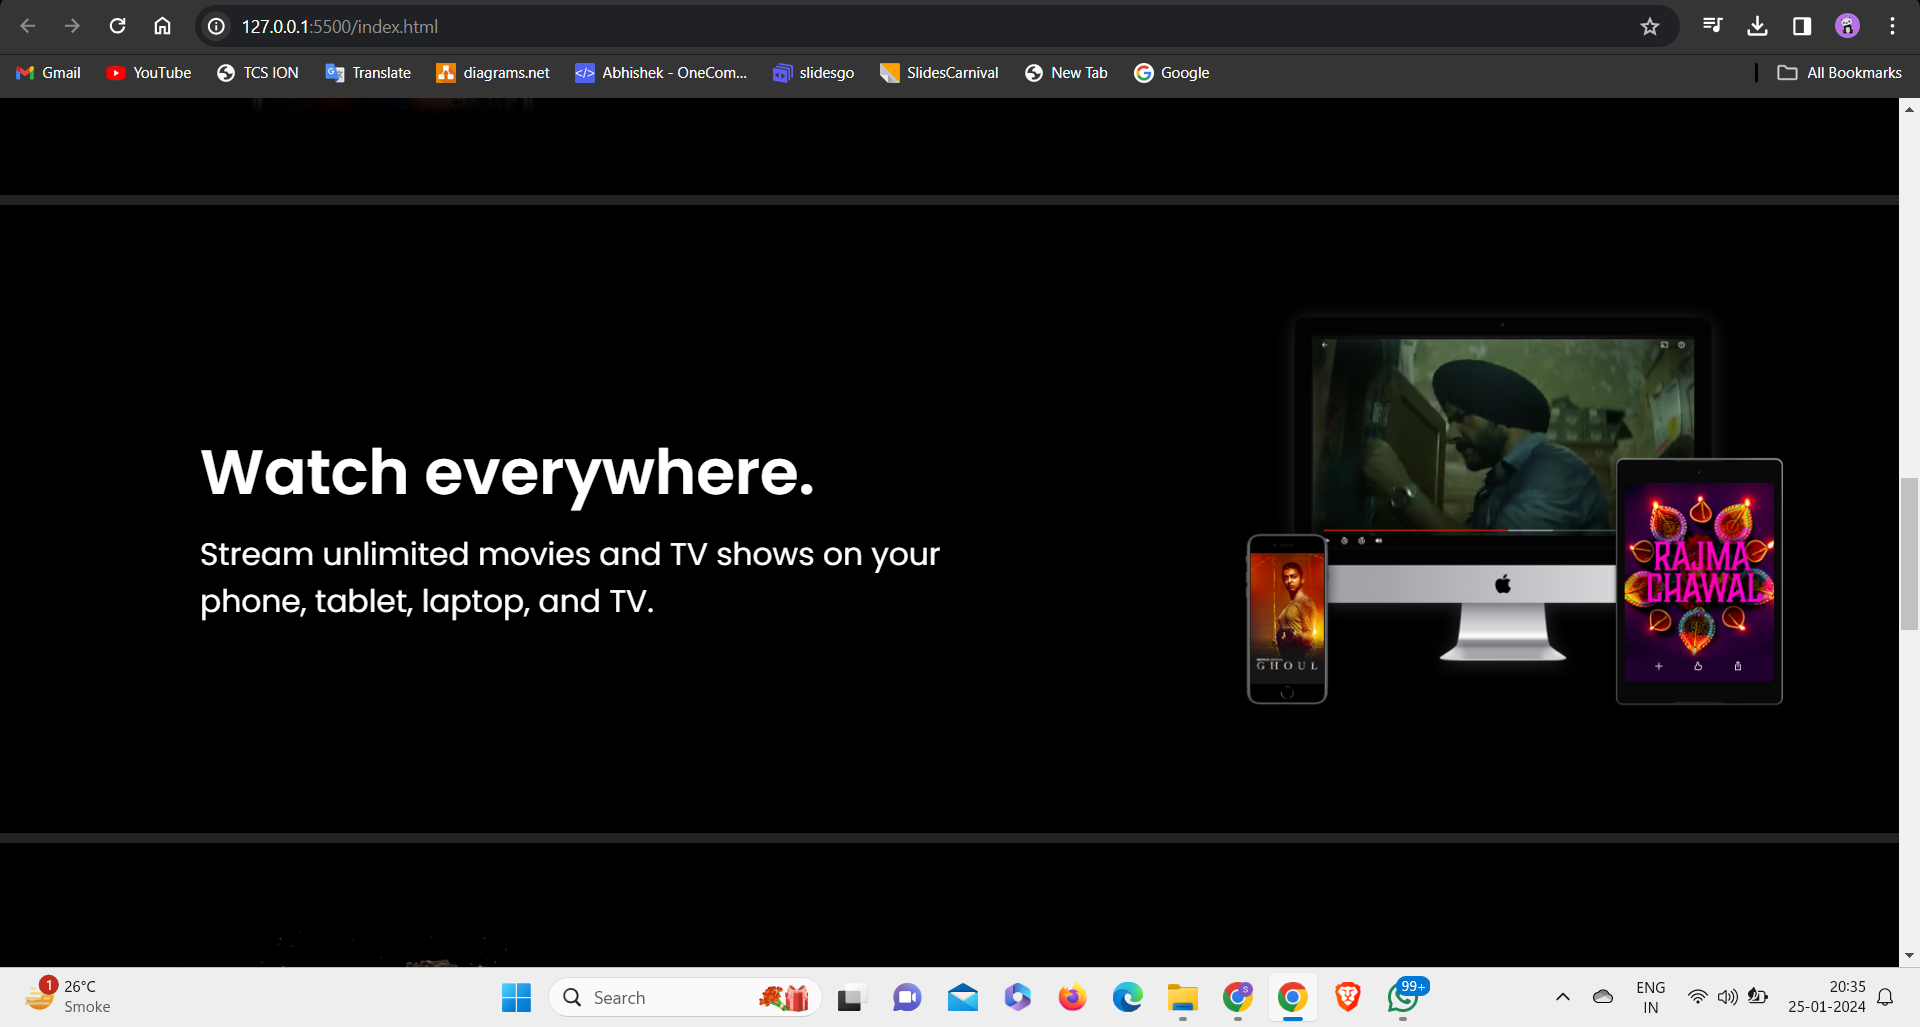 127.0.0.1:5500/index.html
Gmail
YouTube
TCS ION
Translate
diagrams.net
Abhishek - OneCom...
slidesgo
SlidesCarnival
New Tab
Google
All Bookmarks
Watch everywhere.
Stream unlimited movies and TV shows on your
phone, tablet, laptop, and TV.
RAJMA
CHAWAL
GHOUL
1
26°C
Smoke
Search
S
99+
ENG
IN
20:35
25-01-2024